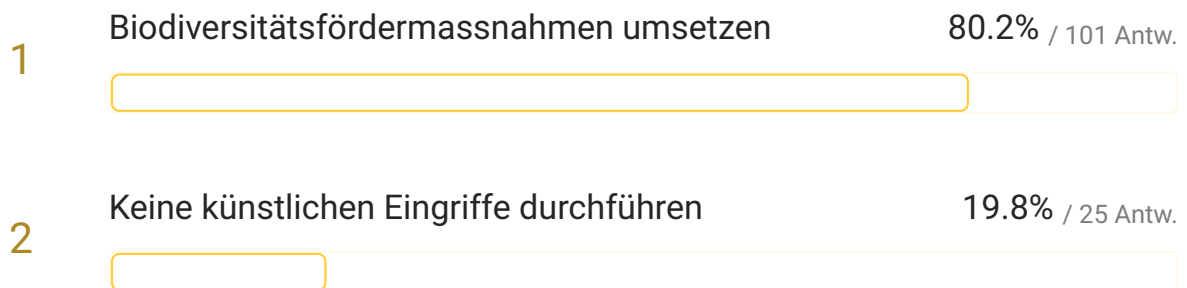 Biodiversitätsfördermassnahmen umsetzen 80.2% / 101 Antw.
1
Keine künstlichen Eingriffe durchführen 19.8% / 25 Antw.
2